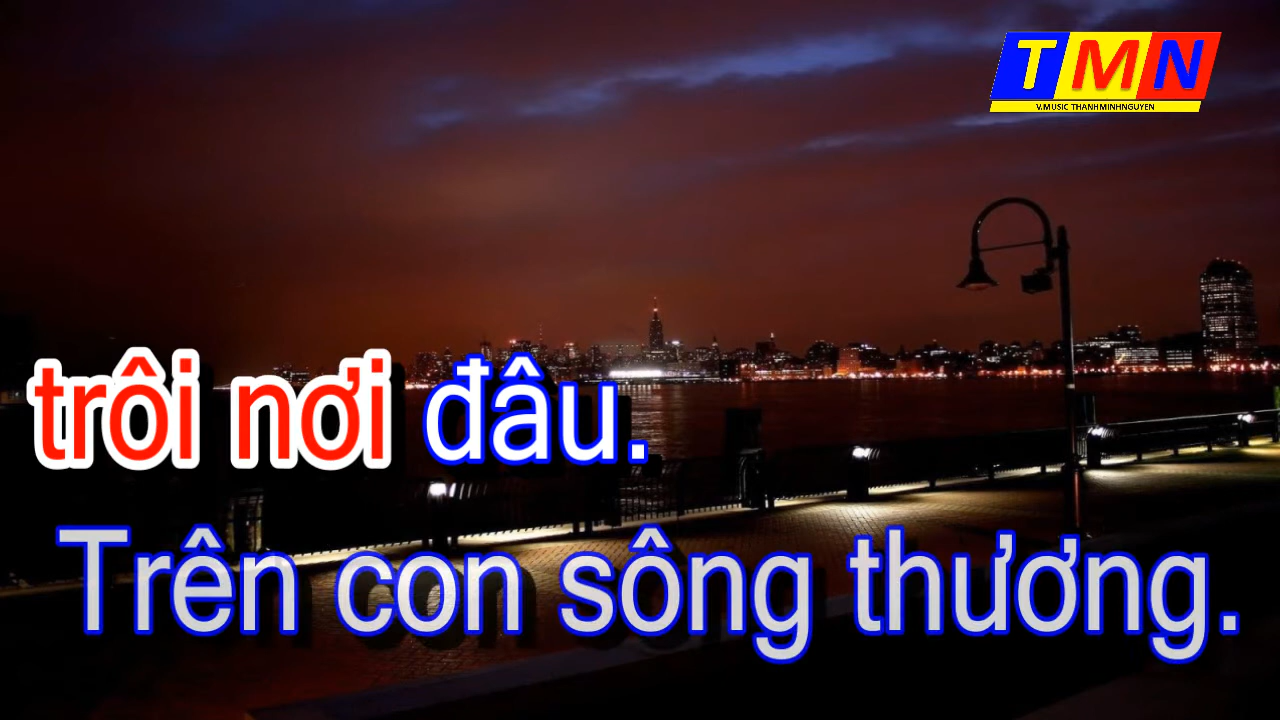 TMN
V.MUSIC THANHMINHNGUYEN
trôi nơi đâu.
Trên con sông thương.